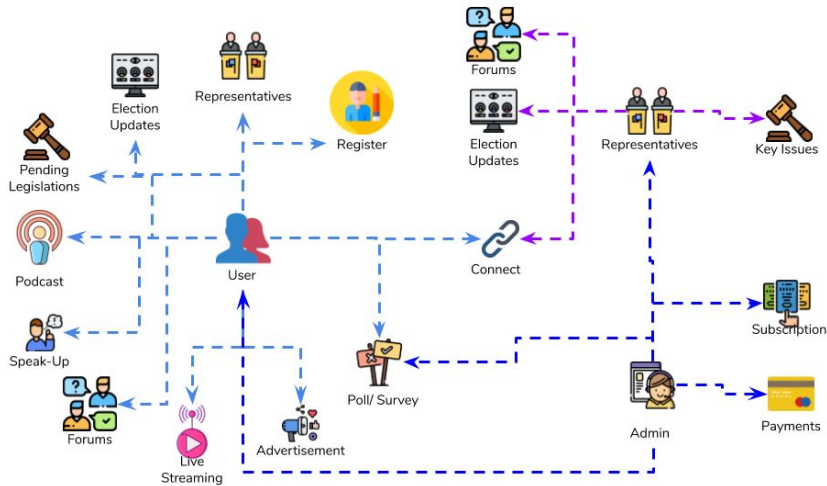 Forums
Election
Updates
Representatives
Register
Election
Updates
Representatives
Key Issues
Pending
Legislations
Podcast
User
Connect
Speak-Up
Subscription
Forums
Live
Streaming
Advertisement
Poll/ Survey
Admin
Payments